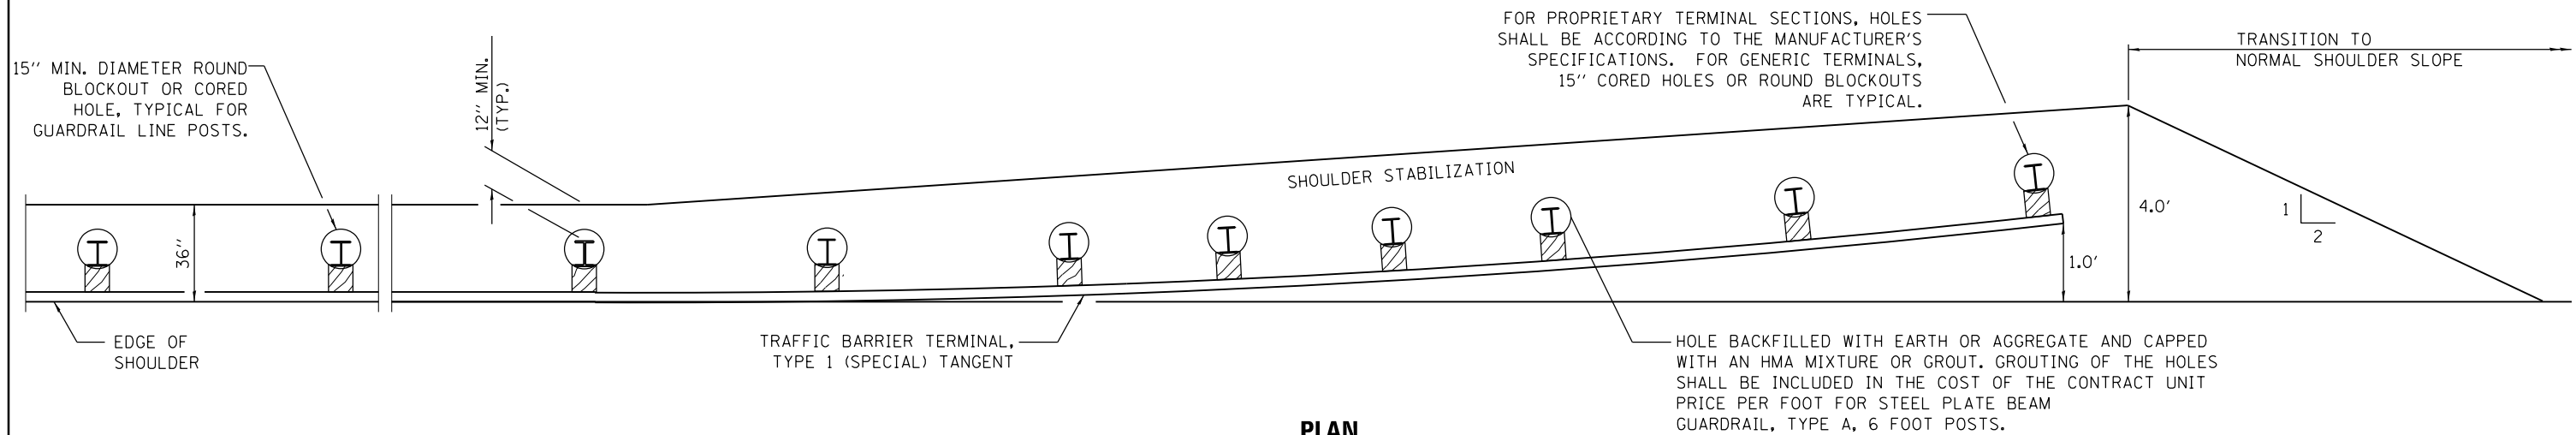 15" MIN. DIAMETER ROUND
BLOCKOUT OR CORED
HOLE, TYPICAL FOR
GUARDRAIL LINE POSTS.
12" MIN.
(TYP.)
FOR PROPRIETARY TERMINAL SECTIONS, HOLES
SHALL BE ACCORDING TO THE MANUFACTURER'S
SPECIFICATIONS. FOR GENERIC TERMINALS,
15" CORED HOLES OR ROUND BLOCKOUTS
ARE TYPICAL.
TRANSITION TO
NORMAL SHOULDER SLOPE
SHOULDER STABILIZATION
36"
4.0'
1
2
1.0'
EDGE OF
SHOULDER
TRAFFIC BARRIER TERMINAL,
TYPE 1 (SPECIAL) TANGENT
HOLE BACKFILLED WITH EARTH OR AGGREGATE AND CAPPED
WITH AN HMA MIXTURE OR GROUT. GROUTING OF THE HOLES
SHALL BE INCLUDED IN THE COST OF THE CONTRACT UNIT
PRICE PER FOOT FOR STEEL PLATE BEAM
GUARDRAIL, TYPE A, 6 FOOT POSTS.
PLAN